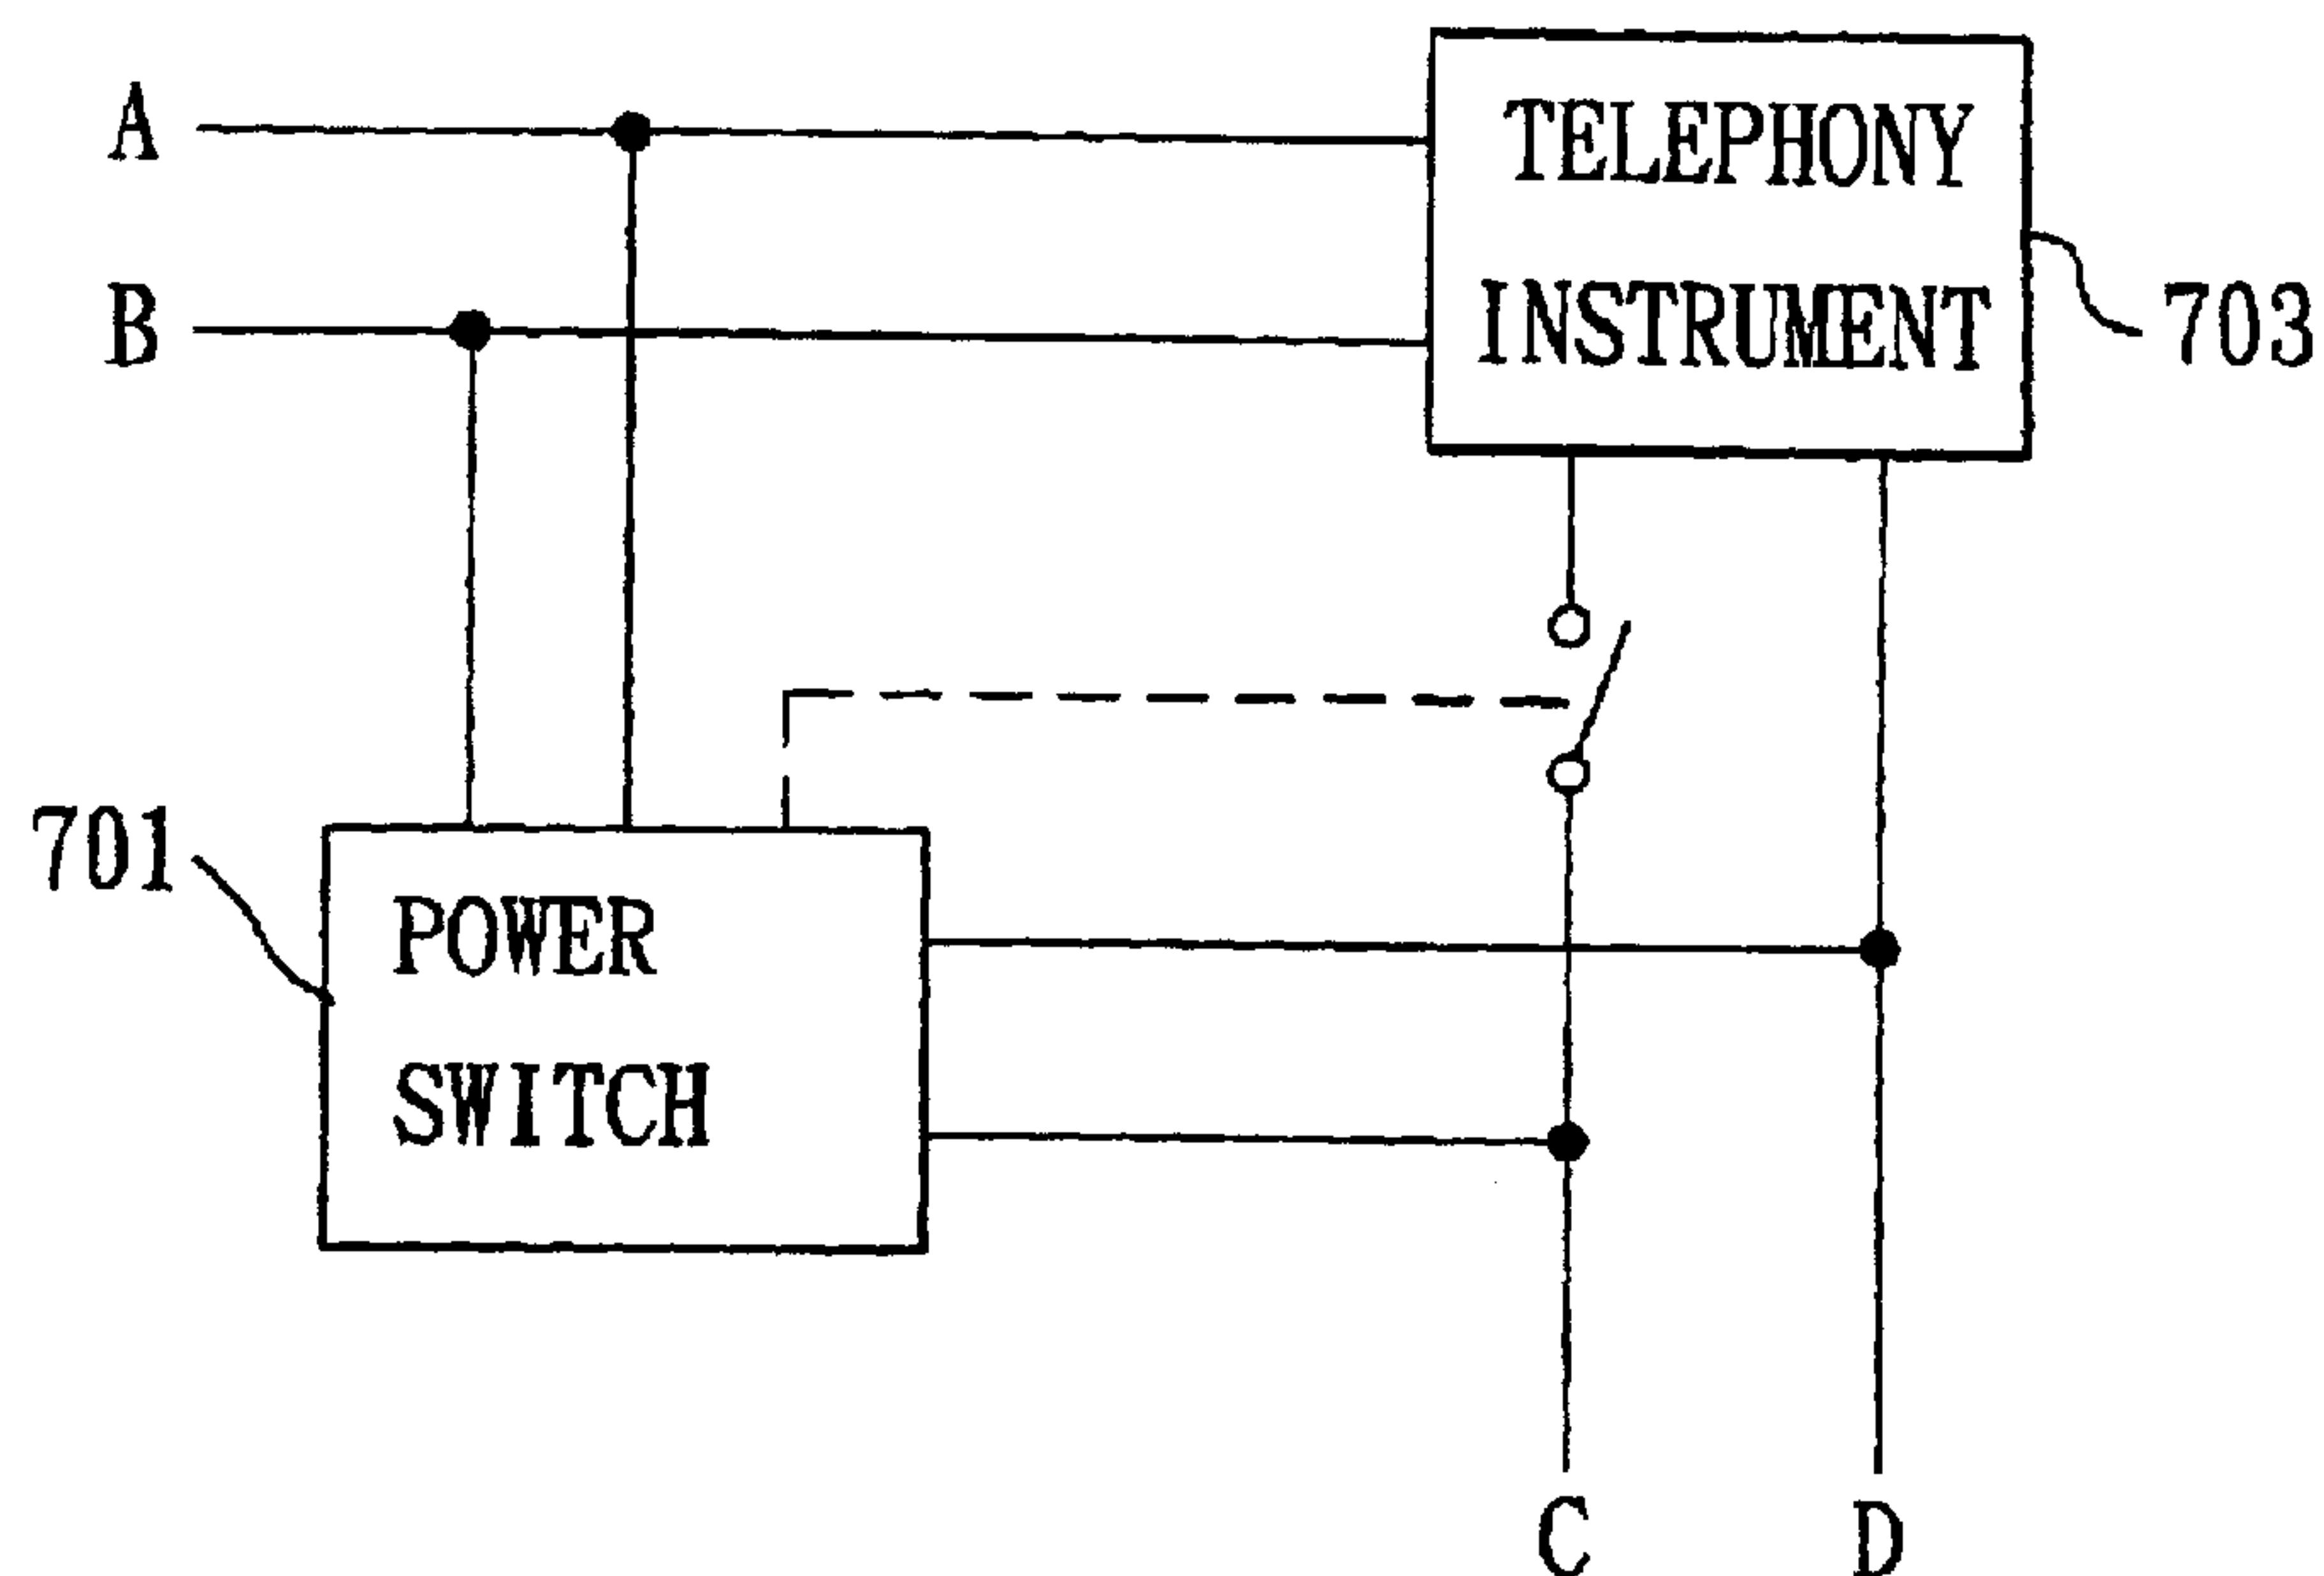 A
TELEPHONY
INSTRUMENT
B
703
701
POWER
SWITCH
C
D